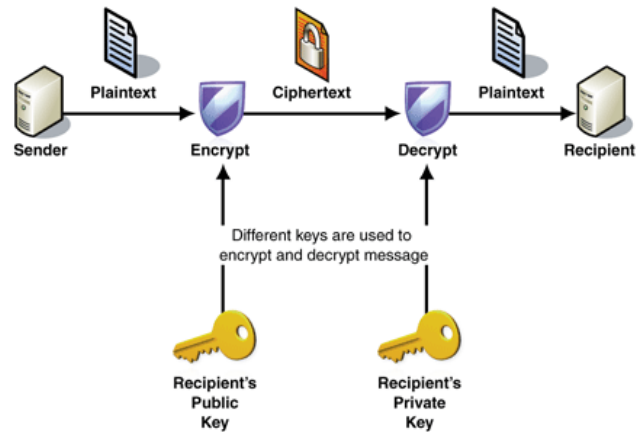 Plaintext
Ciphertext
Plaintext
Sender
Encrypt
Decrypt
Recipient
Different keys are used to
encrypt and decrypt message
Recipient's
Public
Key
Recipient's
Private
Key